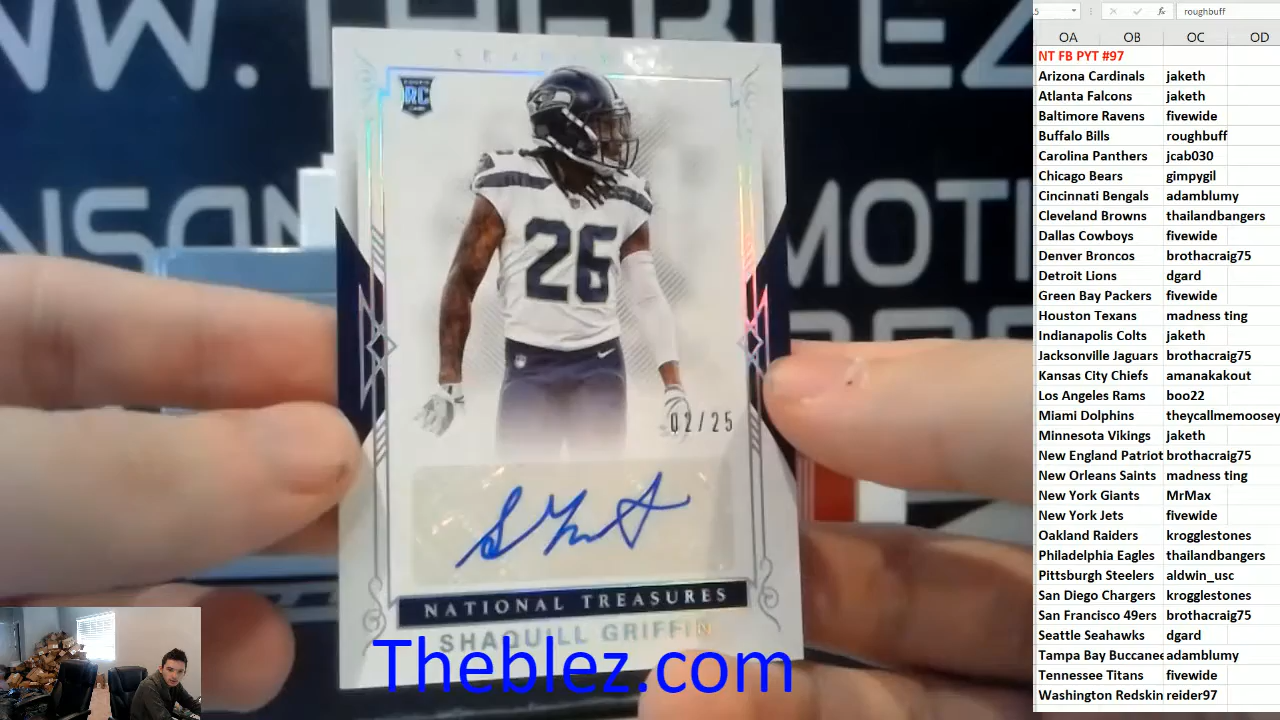 WWW.THEBLEZ
roughbuff
OA OB OC OD
NT FB PYT #97
Arizona Cardinals jaketh
Atlanta Falcons jaketh
Baltimore Ravens fivewide
Buffalo Bills roughbuff
Carolina Panthers jcab030
Chicago Bears gimpygil
Cincinnati Bengals adamblumy
Cleveland Browns thailandbangers
Dallas Cowboys fivewide
Denver Broncos brothacraig75
Detroit Lions dgard
Green Bay Packers fivewide
Houston Texans madness ting
Indianapolis Colts jaketh
Jacksonville Jaguars brothacraig75
Kansas City Chiefs amanakakout
Los Angeles Rams boo22
Miami Dolphins theycallmemoosey
Minnesota Vikings jaketh
New England Patriot brothacraig75
New Orleans Saints madness ting
New York Giants MrMax
New York Jets fivewide
Oakland Raiders krogglestones
Philadelphia Eagles thailandbangers
Pittsburgh Steelers aldwin_usc
San Diego Chargers krogglestones
San Francisco 49ers brothacraig75
Seattle Seahawks dgard
Tampa Bay Buccanee adamblumy
Tennessee Titans fivewide
Washington Redskin reider97
RC
26
02/25
NATIONAL TREASURES
SHAQUILL GRIFFIN
Theblez.com